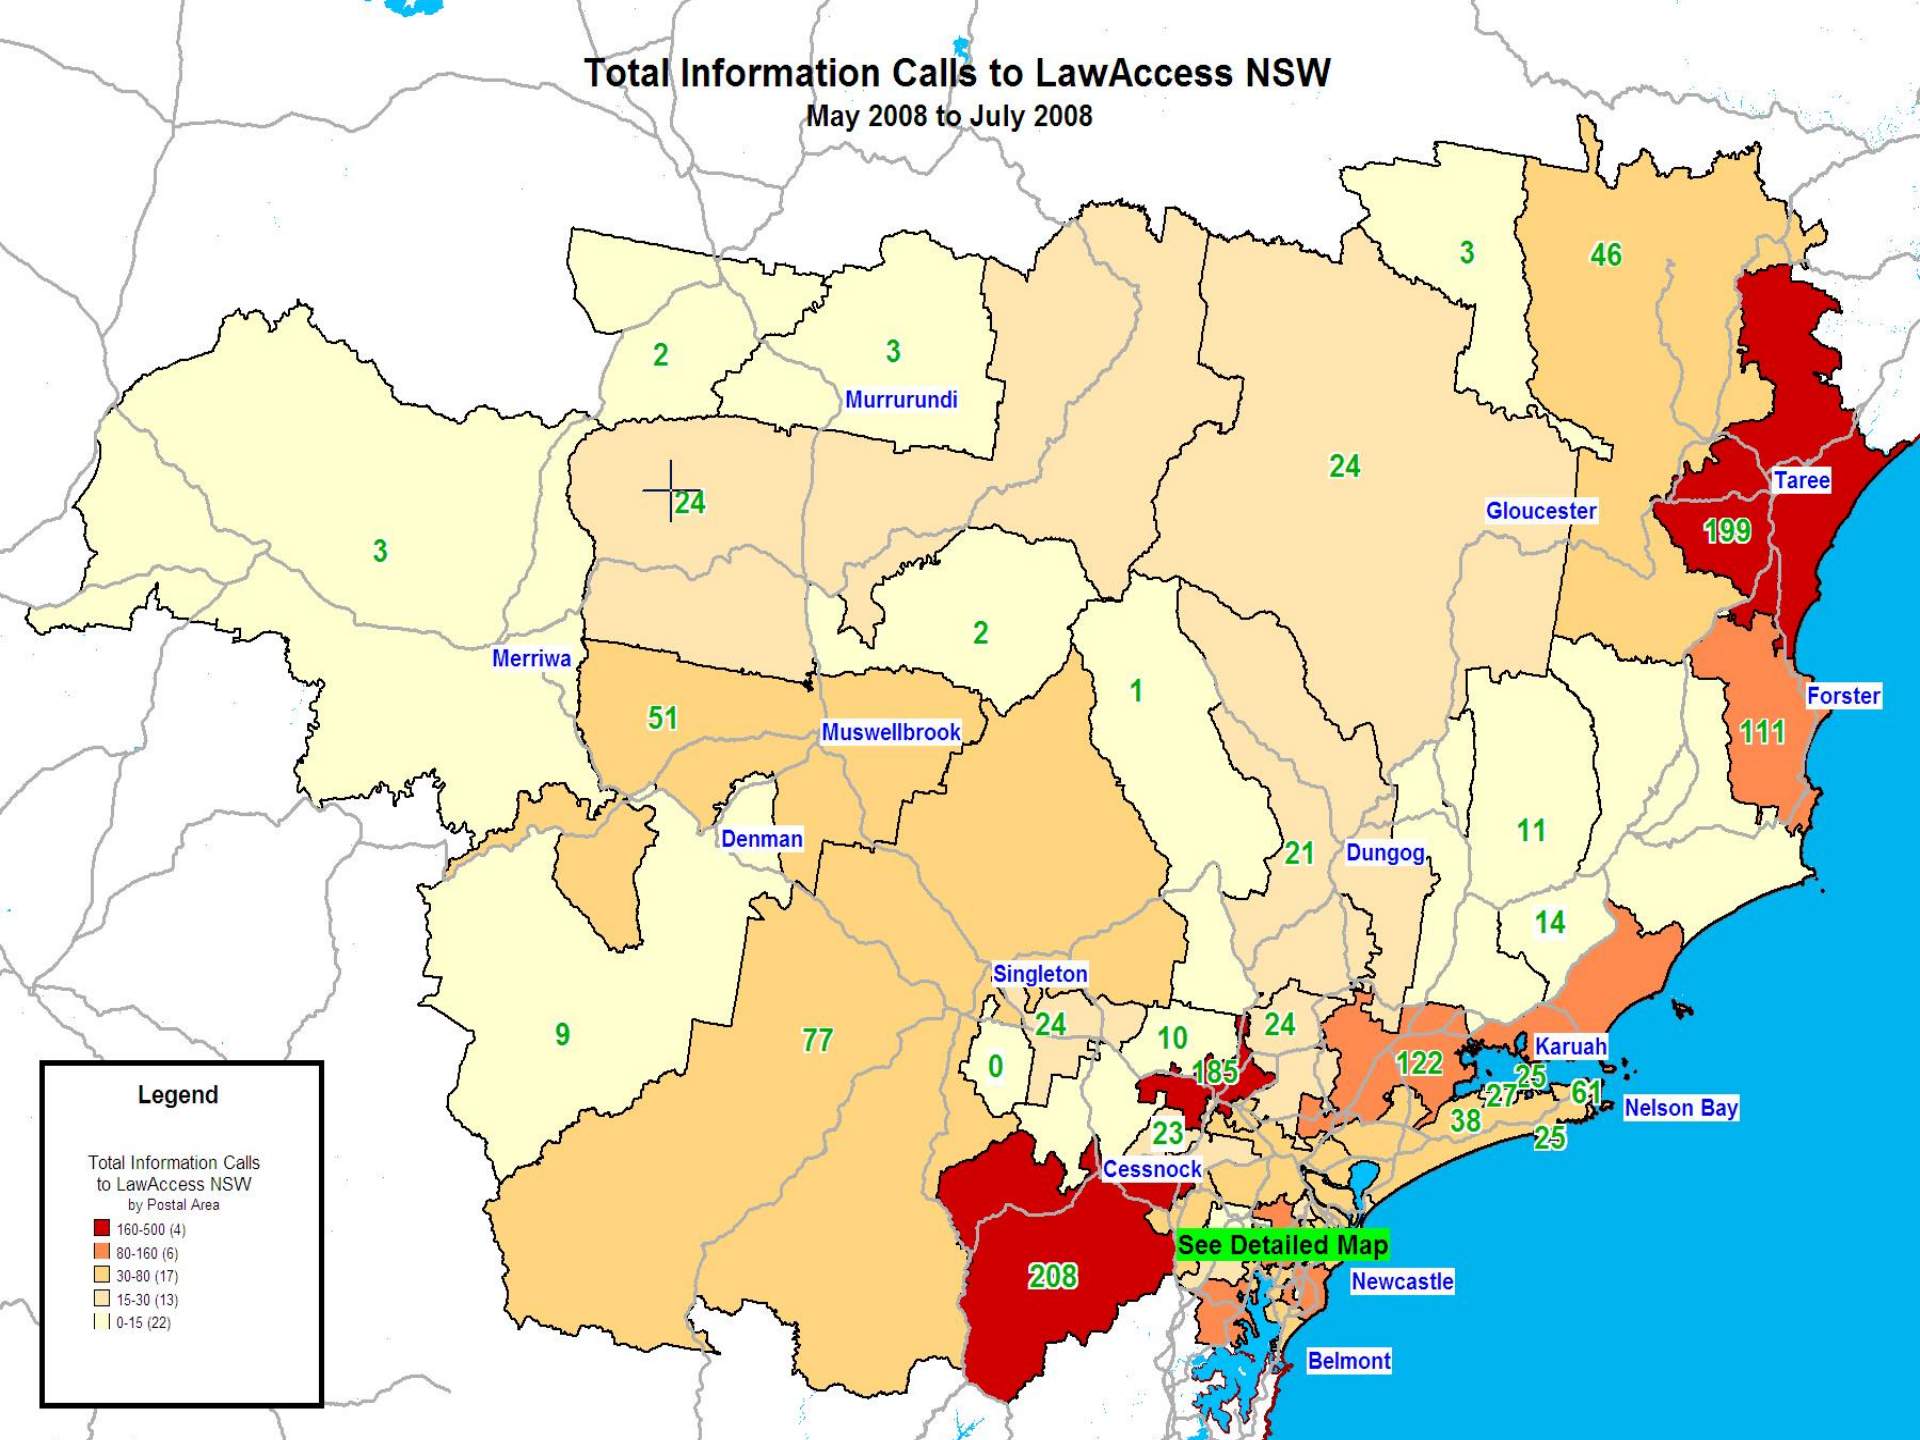 Total Information Calls to LawAccess NSW
May 2008 to July 2008
3
46
2
3
Murrurundi
24
24
Gloucester
Taree
199
3
Merriwa
2
1
51
Muswellbrook
Forster
111
Denman
21
Dungog
11
14
Singleton
9
77
24
0
10
185
24
122
Karuah
25
27
61
38
Nelson Bay
25
23
Cessnock
See Detailed Map
208
Newcastle
Belmont
Legend
Total Information Calls
to LawAccess NSW
by Postal Area
160-500 (4)
80-160 (6)
30-80 (17)
15-30 (13)
0-15 (22)